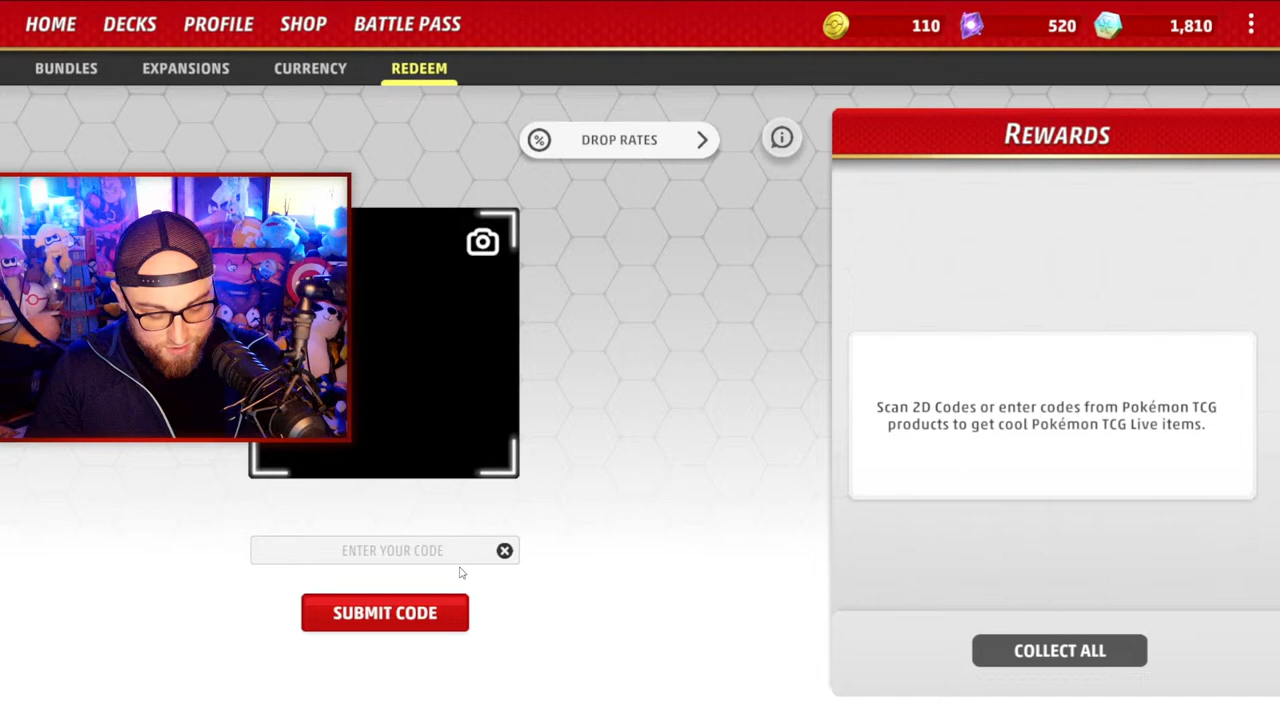 HOME DECKS PROFILE SHOP BATTLE PASS 110 520 1,810
BUNDLES EXPANSIONS CURRENCY REDEEM
% DROP RATES
REWARDS
Scan 2D Codes or enter codes from Pokémon TCG
products to get cool Pokémon TCG Live items.
ENTER YOUR CODE
SUBMIT CODE
COLLECT ALL